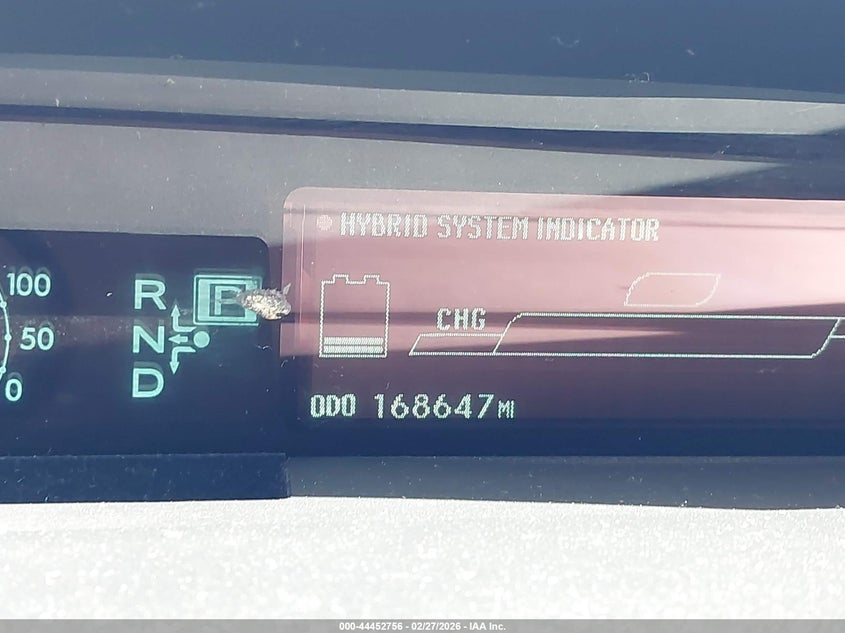 HYBRID SYSTEM INDICATOR
100
R P
CHG
50
N
D
0
ODO 168647MI
000-44452756 - 02/27/2026 - IAA Inc.